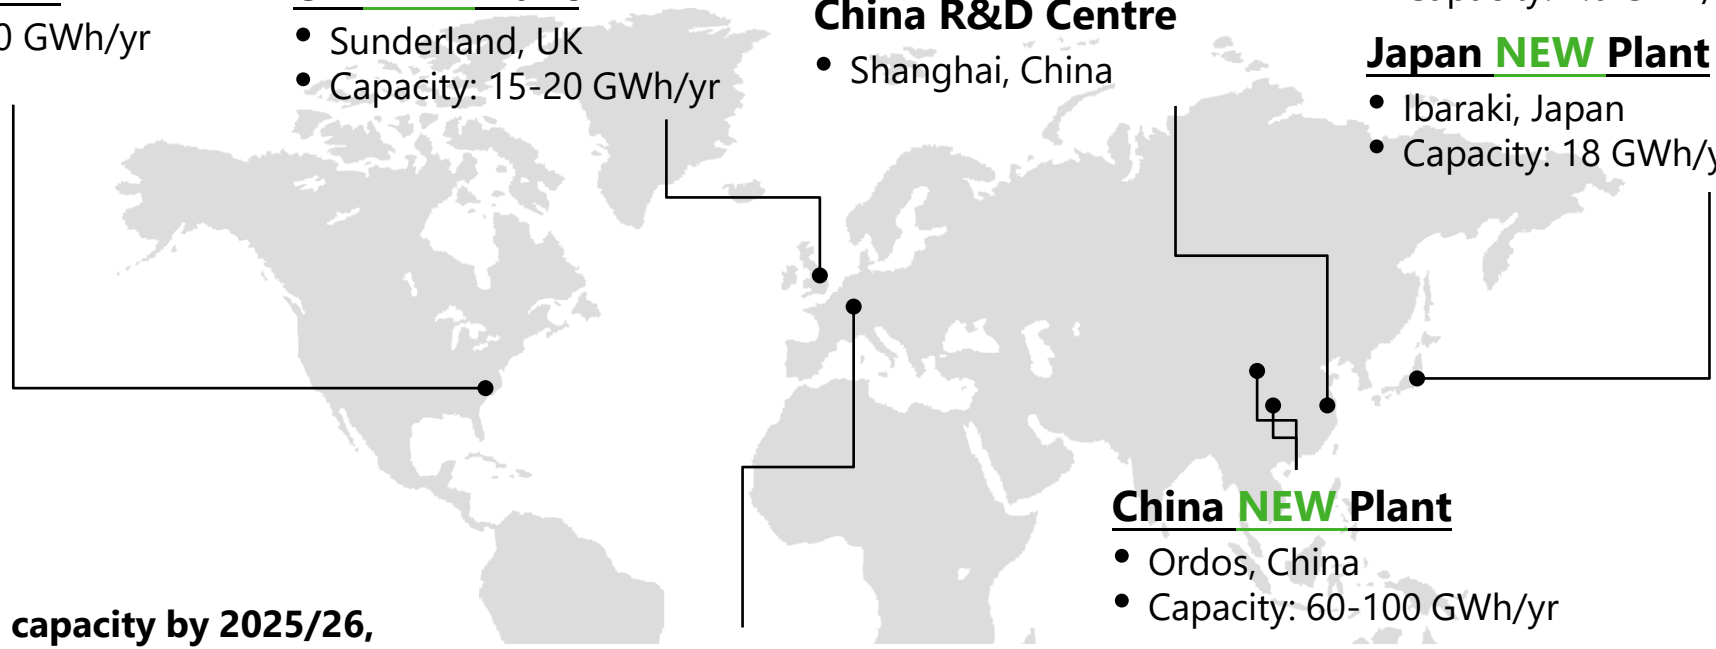 0 GWh/yr
Sunderland, UK
Capacity: 15-20 GWh/yr
China R&D Centre
Shanghai, China
Japan NEW Plant
Ibaraki, Japan
Capacity: 18 GWh/y
China NEW Plant
Ordos, China
Capacity: 60-100 GWh/yr
capacity by 2025/26,